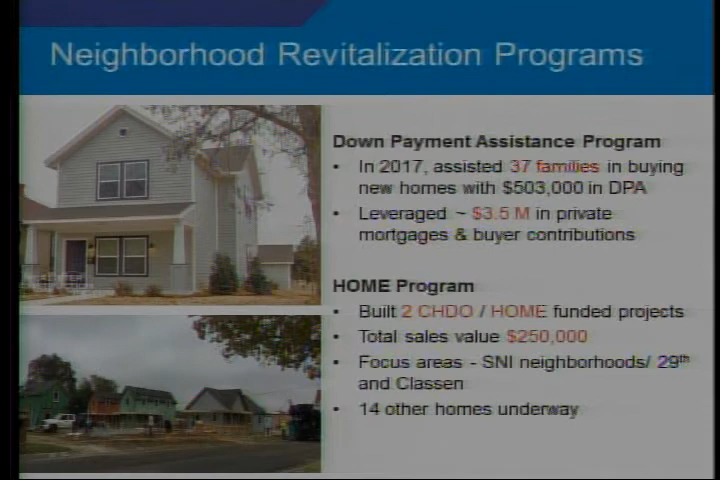 Neighborhood Revitalization Programs
Down Payment Assistance Program
• In 2017, assisted 37 families in buying
new homes with $503,000 in DPA
• Leveraged ~ $3.5 M in private
mortgages & buyer contributions
HOME Program
• Built 2 CHDO / HOME funded projects
• Total sales value $250,000
• Focus areas - SNI neighborhoods/ 29th
and Classen
• 14 other homes underway